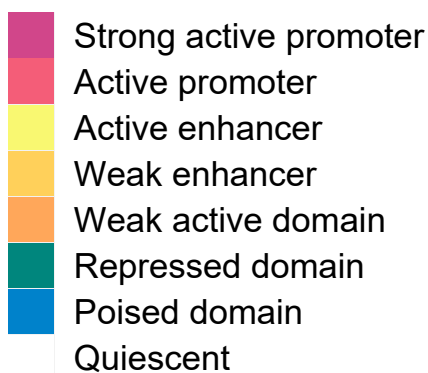 Strong active promoter
Active promoter
Active enhancer
Weak enhancer
Weak active domain
Repressed domain
Poised domain
Quiescent